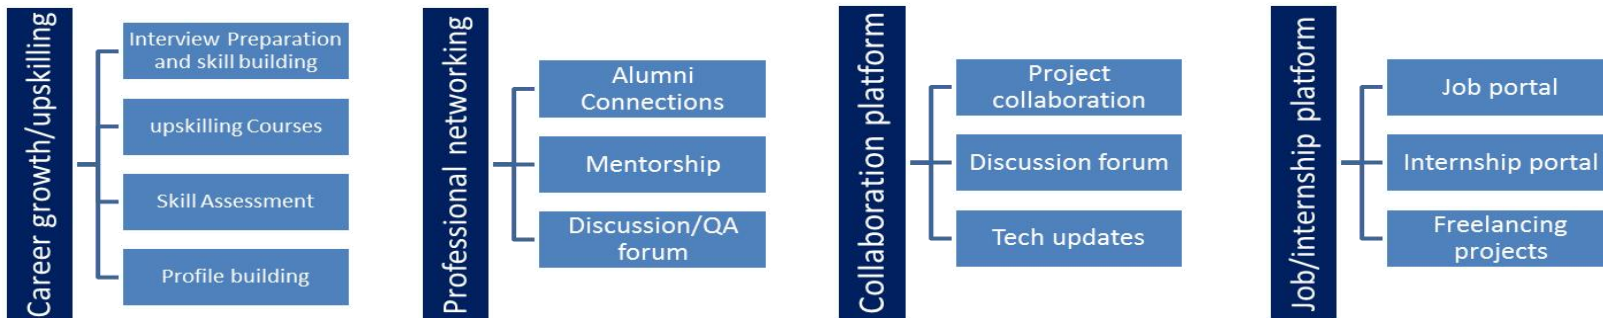 Career growth/upskilling
Interview Preparation
and skill building
upskilling Courses
Skill Assessment
Profile building
Professional networking
Alumni
Connections
Mentorship
Discussion/QA
forum
Collaboration platform
Project
collaboration
Discussion forum
Tech updates
Job/internship platform
Job portal
Internship portal
Freelancing
projects